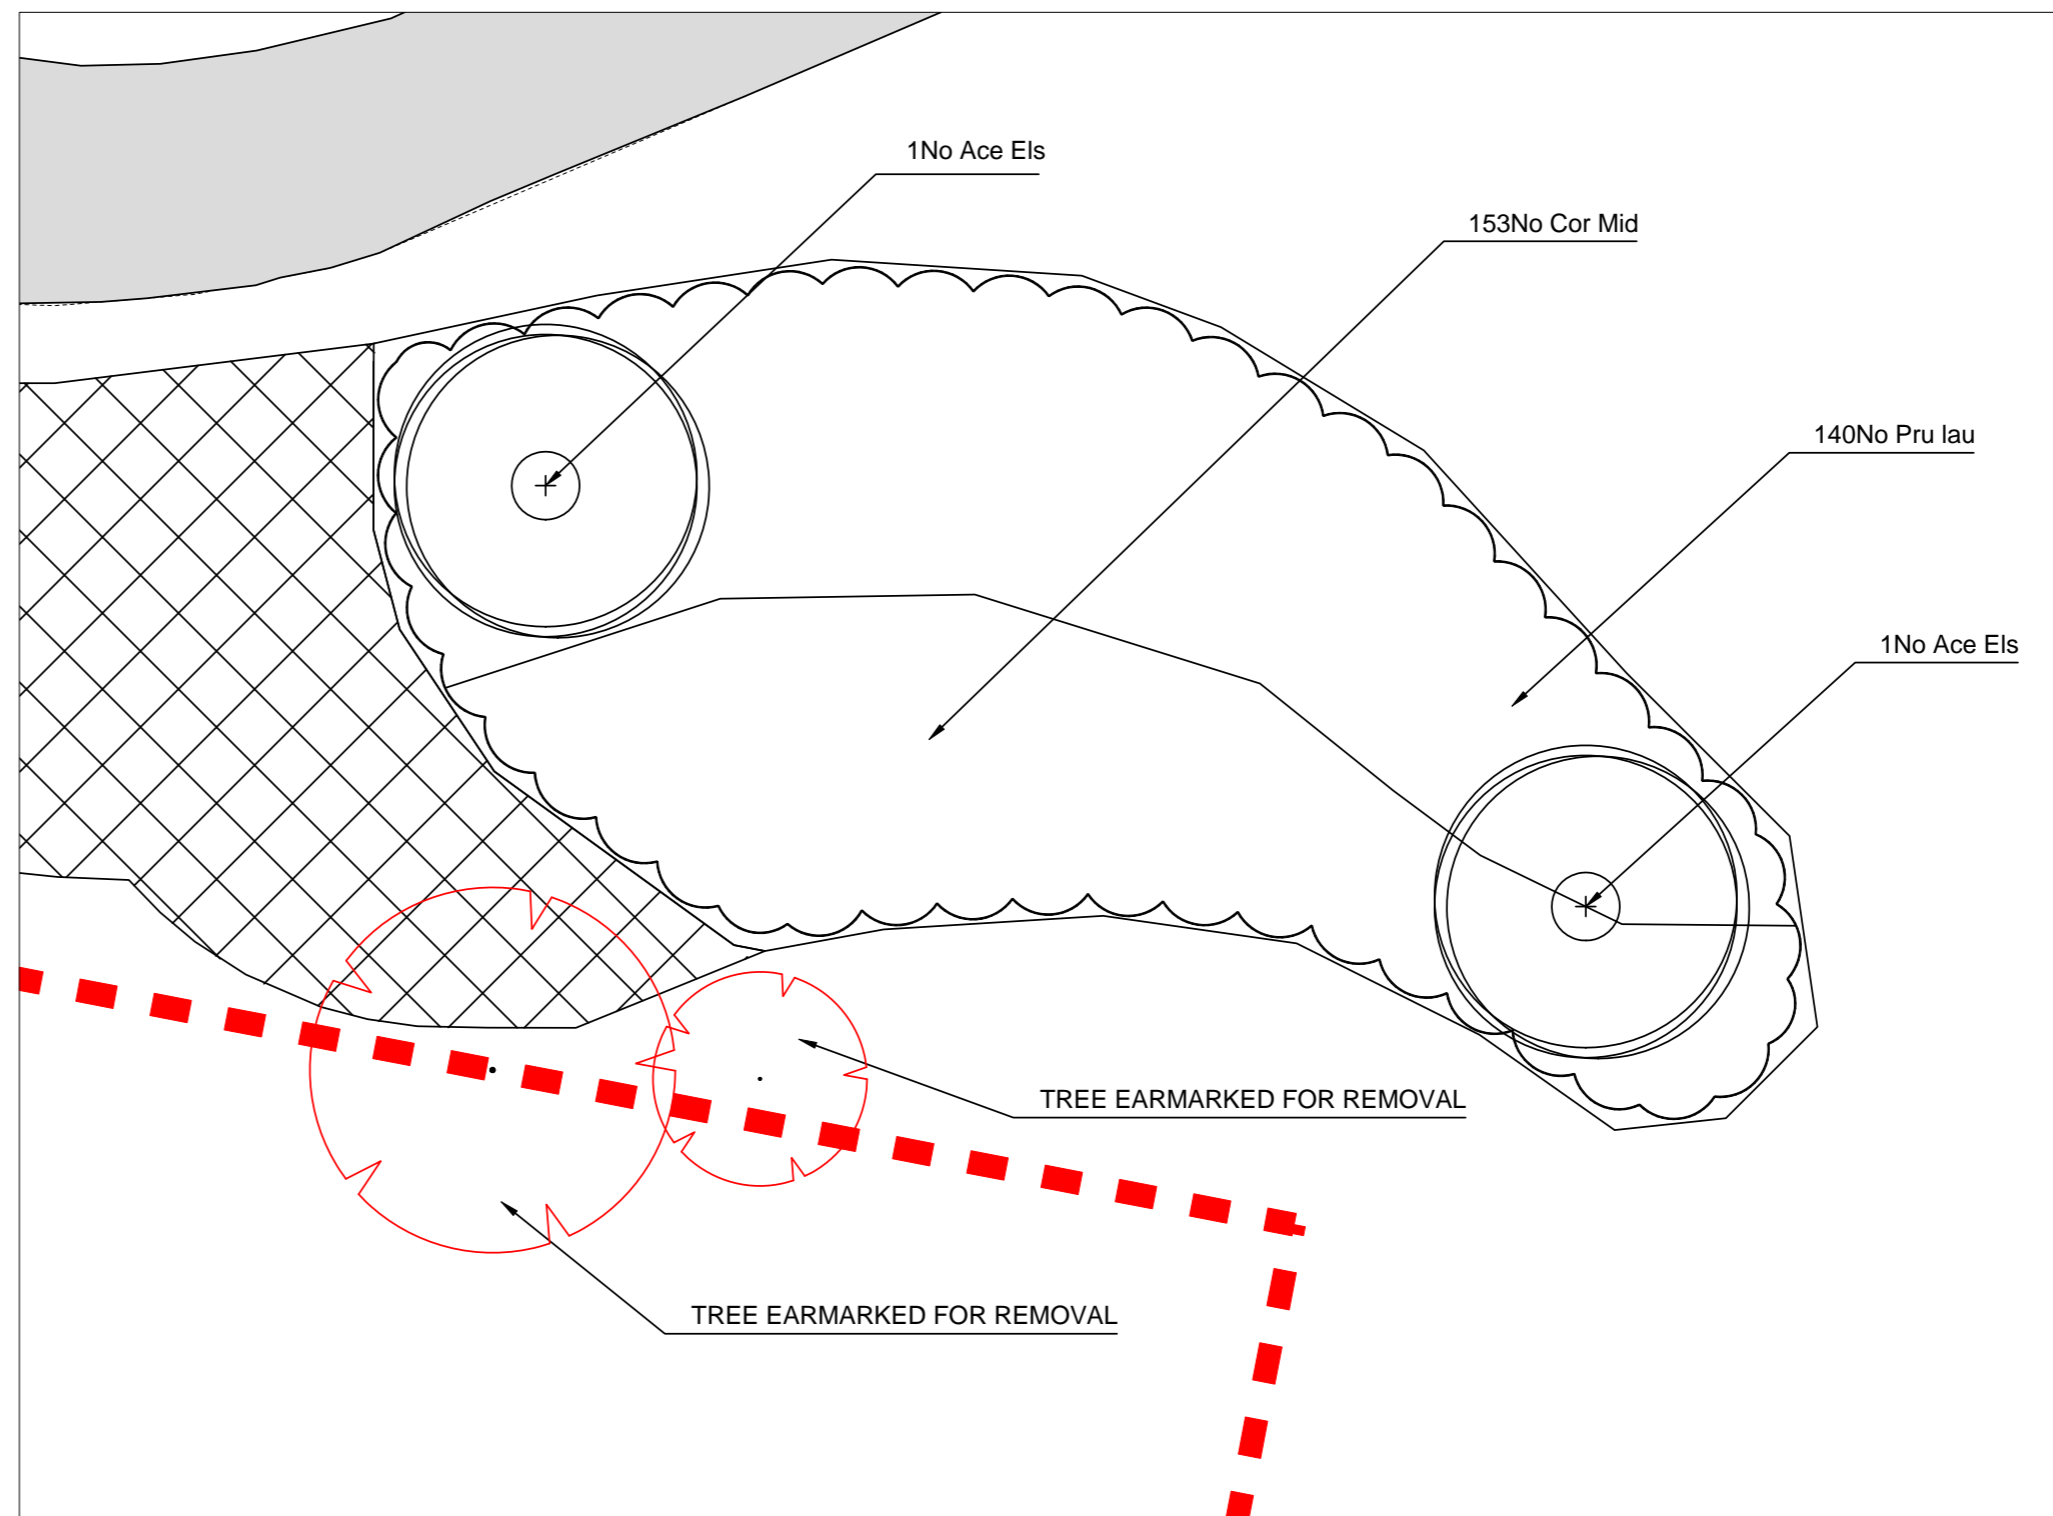 1No Ace Els
153No Cor Mid
140No Pru lau
1No Ace Els
TREE EARMARKED FOR REMOVAL
TREE EARMARKED FOR REMOVAL